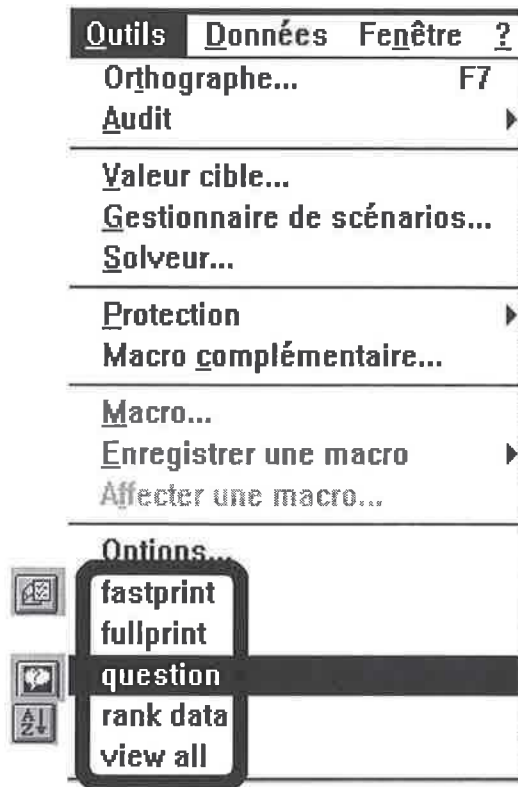 Outils Données Fenêtre ?
Orthographe... F7
Audit
Valeur cible...
Gestionnaire de scénarios...
Solveur...
Protection
Macro complémentaire...
Macro...
Enregistrer une macro
Affecter une macro...
Options...
fastprint
fullprint
question
rank data
view all